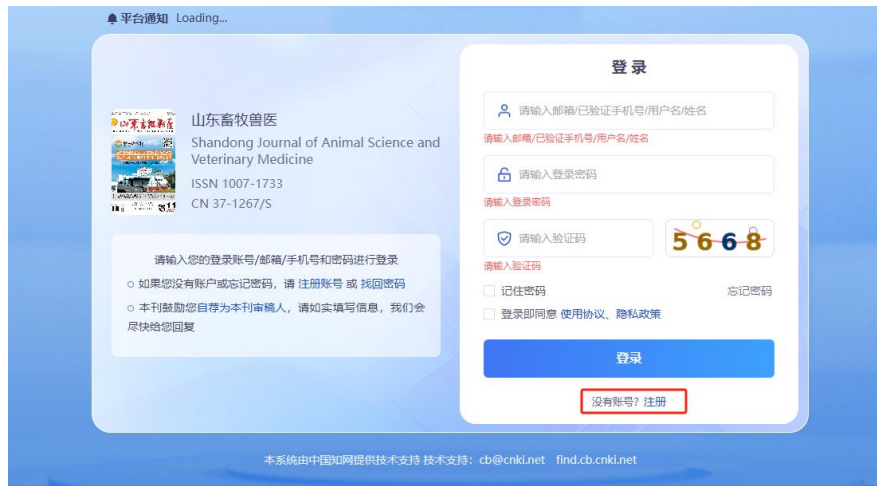 平台通知 Loading...
登 录
请输入邮箱/已验证手机号/用户名/姓名
请输入邮箱/已验证手机号/用户名/姓名
请输入登录密码
请输入登录密码
请输入验证码
5 6 6 8
请输入验证码
记住密码 忘记密码
登录即同意 使用协议、隐私政策
登录
没有账号? 注册
山东畜牧兽医
山东畜牧兽医
Shandong Journal of Animal Science and
Veterinary Medicine
ISSN 1007-1733
CN 37-1267/S
请输入您的登录账号/邮箱/手机号和密码进行登录
如果您没有账户或忘记密码，请 注册账号 或 找回密码
本刊鼓励您自荐为本刊审稿人，请如实填写信息，我们会
尽快给您回复
本系统由中国知网提供技术支持 技术支持：cb@cnki.net find.cb.cnki.net